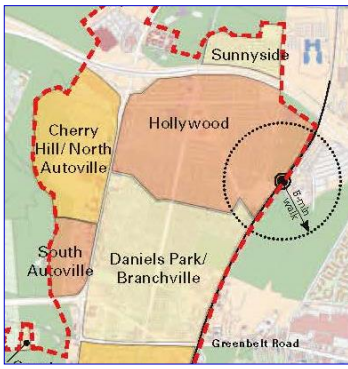 Sunnyside
Hollywood
Cherry
Hill/North
Autoville
8-min
walk
South
Autoville
Daniels Park/
Branchville
Greenbelt Road